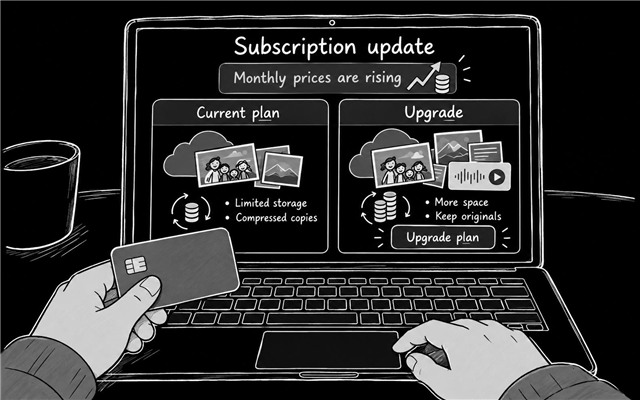 Subscription update
Monthly prices are rising
Current plan
Limited storage
Compressed copies
Upgrade
More space
Keep originals
Upgrade plan